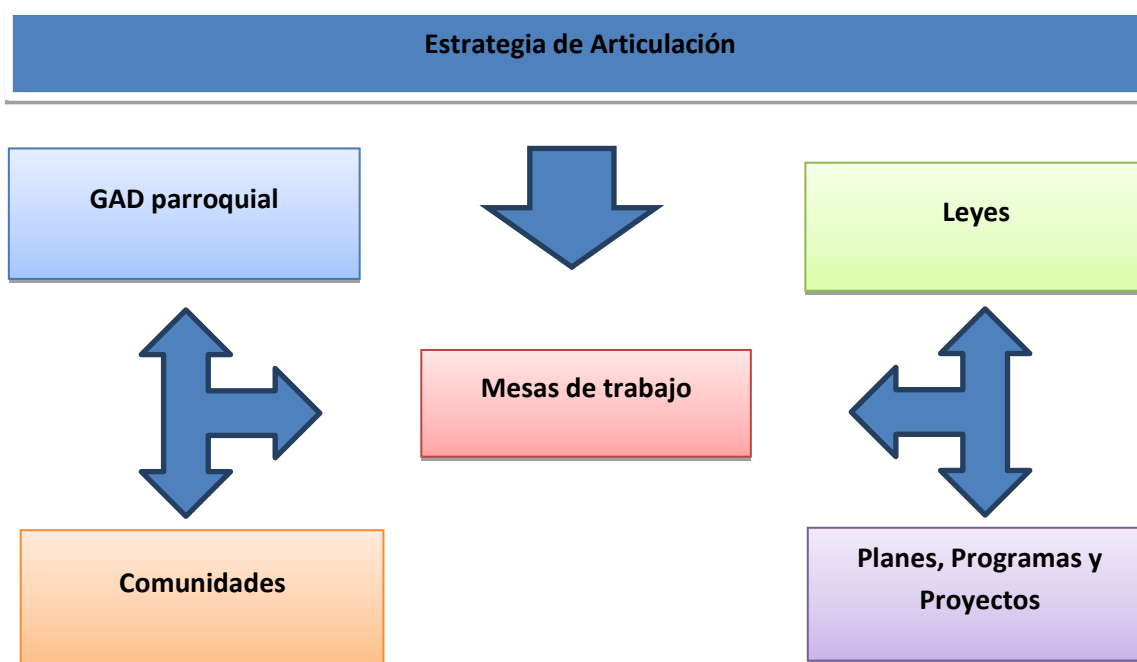 Estrategia de Articulación
GAD parroquial
Leyes
Mesas de trabajo
Comunidades
Planes, Programas y
Proyectos